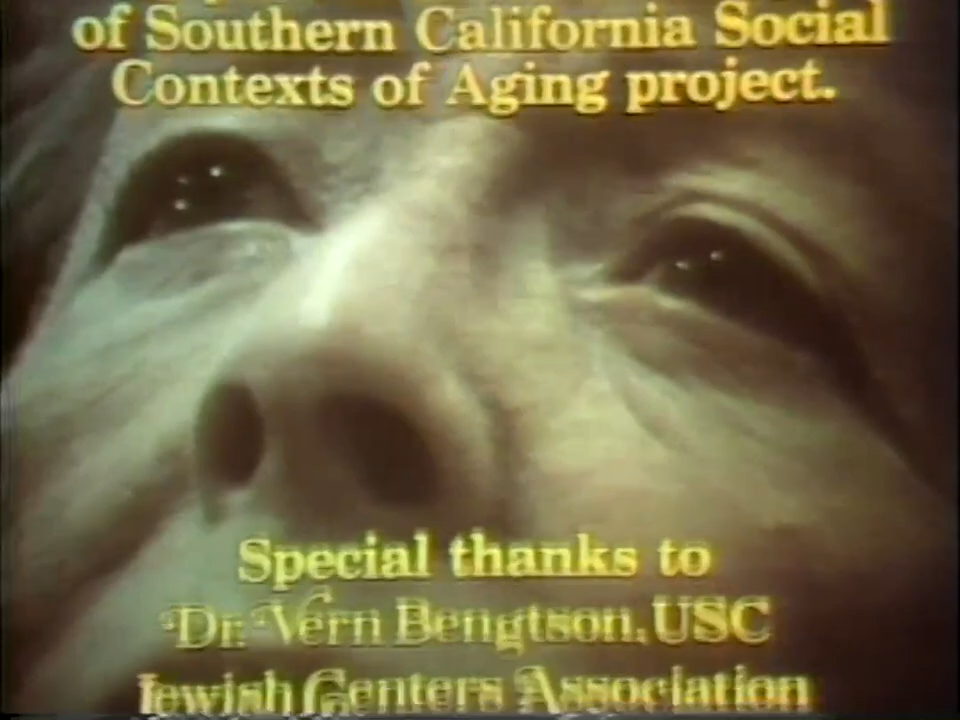 of Southern California Social
Contexts of Aging project.
Special thanks to
Dr. Vern Bengtson, USC
Jewish Centers Association